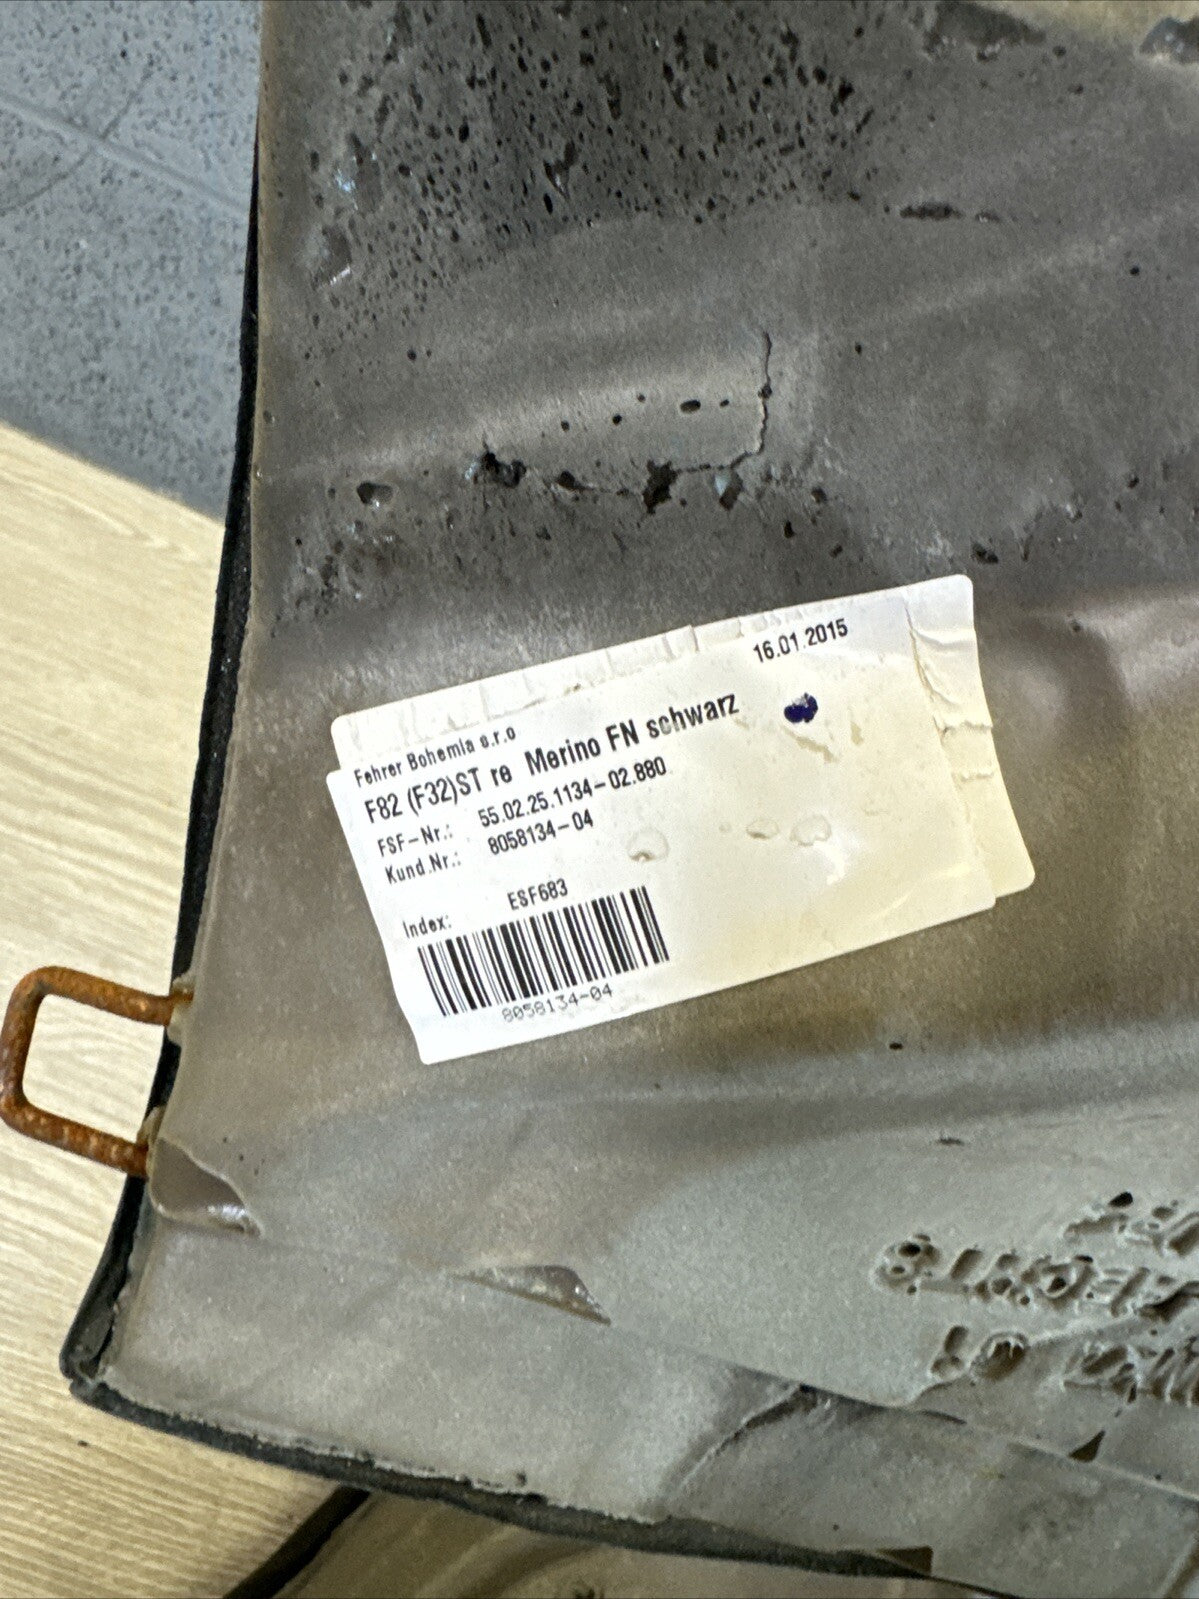 16.01.2015
Fehrer Bohemia s.r.o
F82 (F32)ST re Merino FN schwarz
FSF-Nr.: 55.02.25.1134-02.880
Kund.Nr.: 8058134-04
Index: ESF683
8058134-04